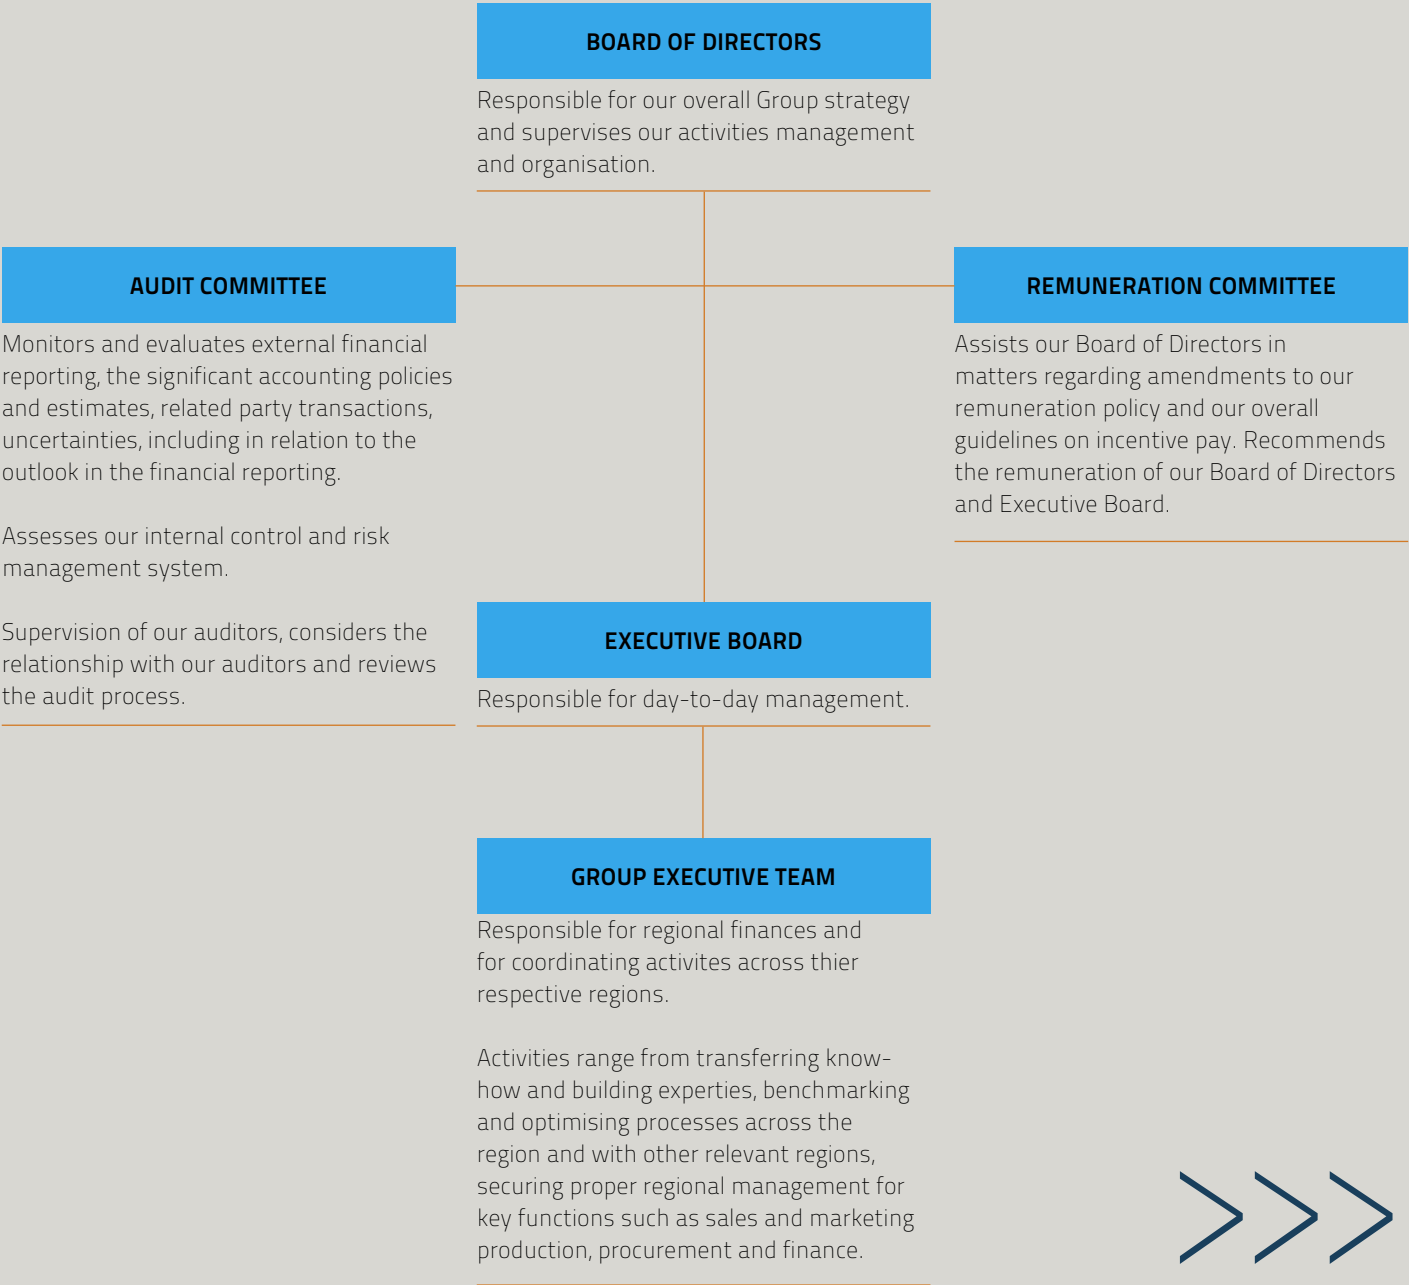 BOARD OF DIRECTORS
Responsible for our overall Group strategy
and supervises our activities management
and organisation.
AUDIT COMMITTEE
Monitors and evaluates external financial
reporting, the significant accounting policies
and estimates, related party transactions,
uncertainties, including in relation to the
outlook in the financial reporting.
Assesses our internal control and risk
management system.
Supervision of our auditors, considers the
relationship with our auditors and reviews
the audit process.
REMUNERATION COMMITTEE
Assists our Board of Directors in
matters regarding amendments to our
remuneration policy and our overall
guidelines on incentive pay. Recommends
the remuneration of our Board of Directors
and Executive Board.
EXECUTIVE BOARD
Responsible for day-to-day management.
GROUP EXECUTIVE TEAM
Responsible for regional finances and
for coordinating activites across thier
respective regions.
Activities range from transferring know-
how and building experties, benchmarking
and optimising processes across the
region and with other relevant regions,
securing proper regional management for
key functions such as sales and marketing
production, procurement and finance.